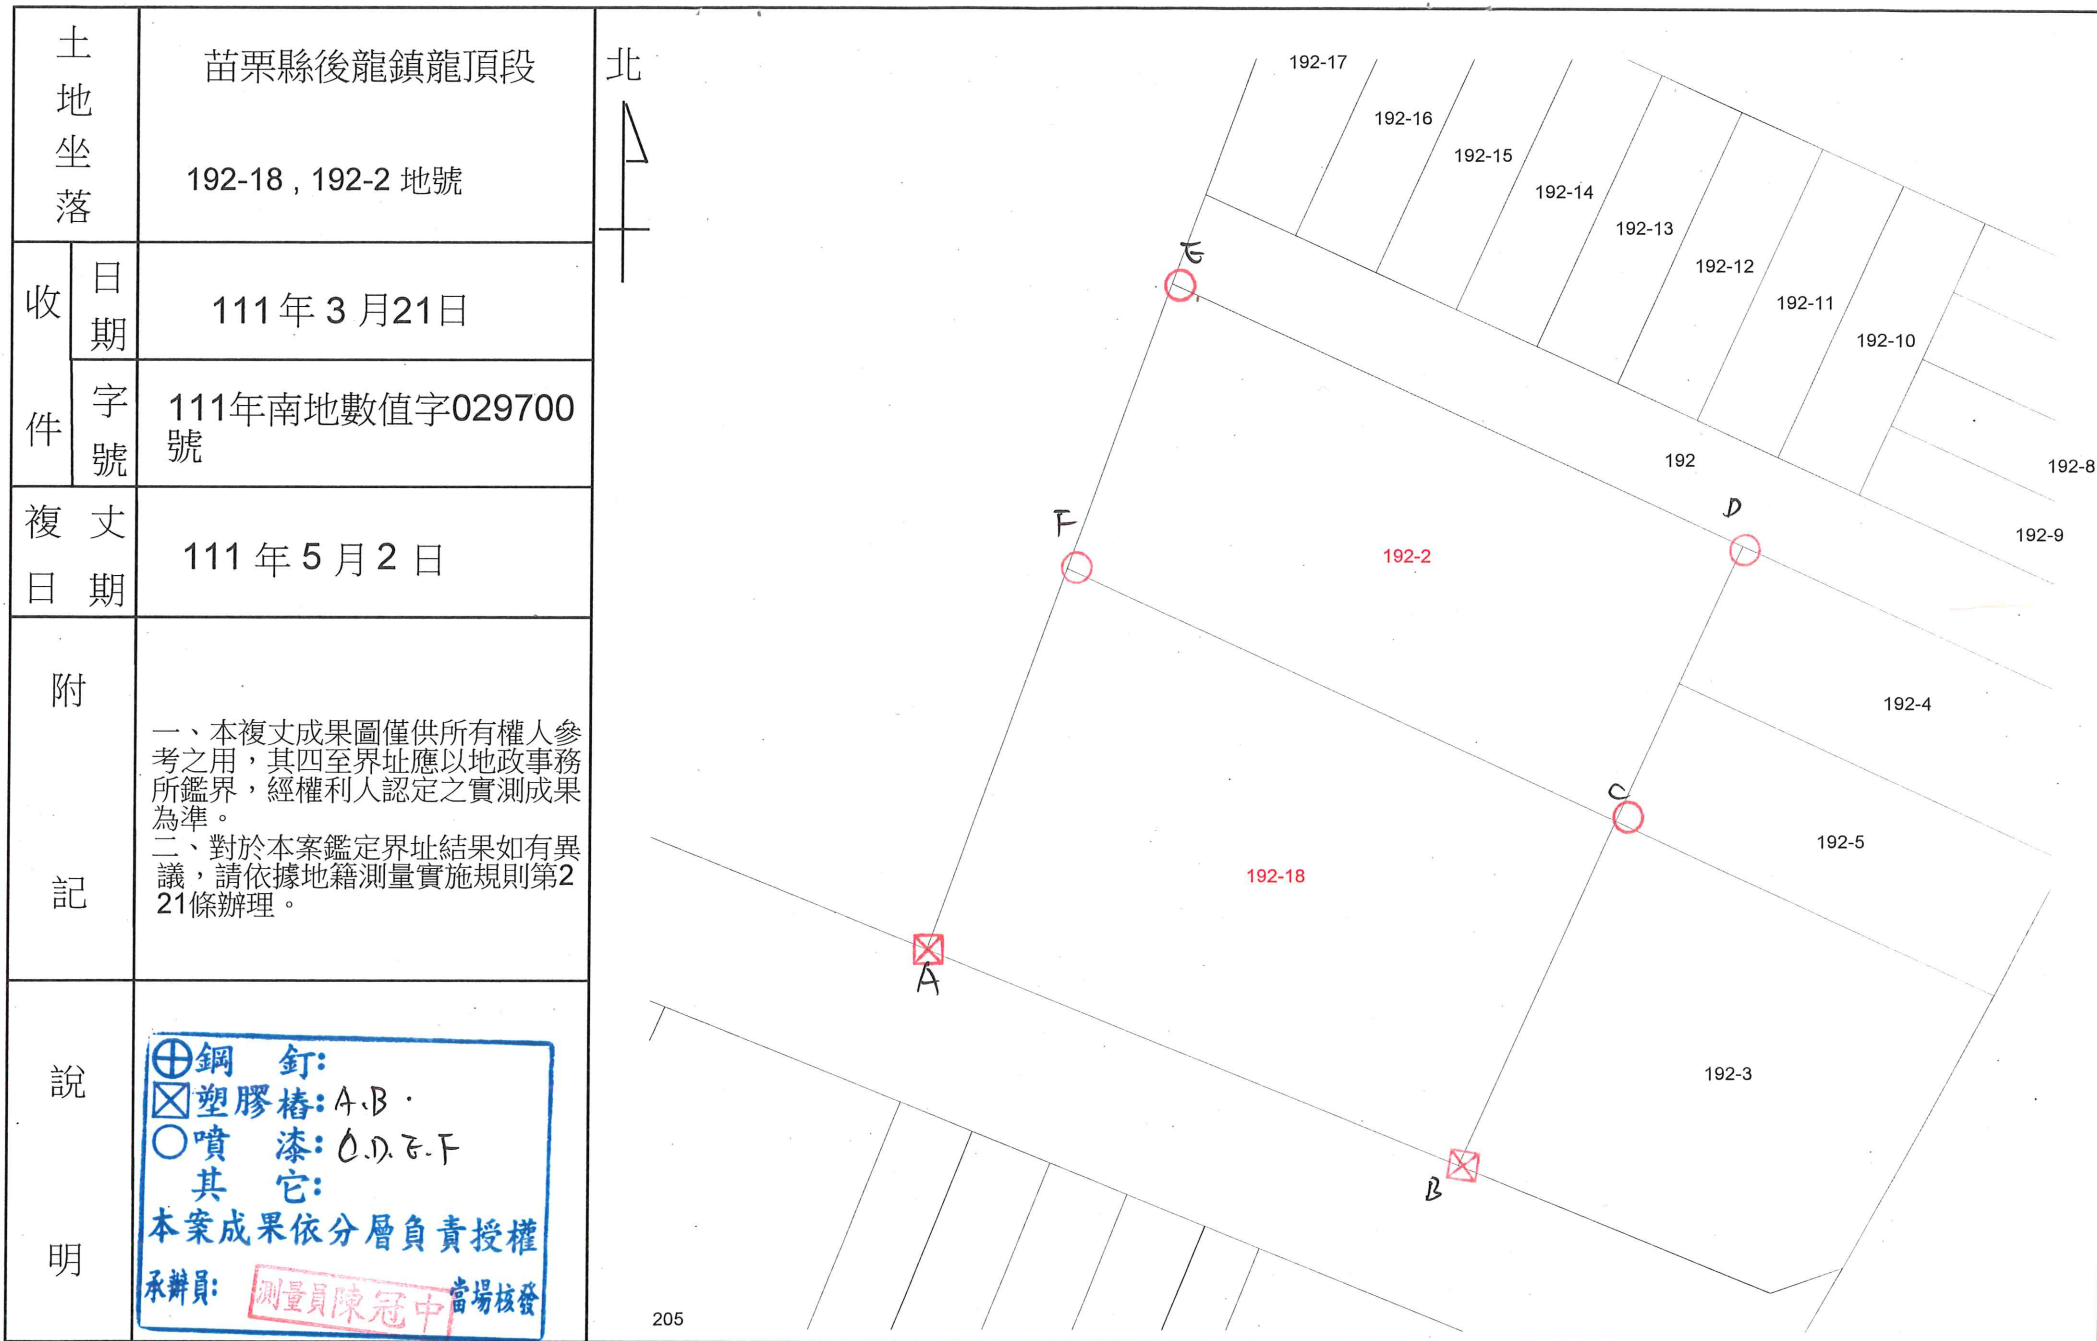 土地坐落
苗栗縣後龍鎮龍頂段
192-18 , 192-2 地號
收件
日期
111 年 3 月21日
字號
111年南地數值字029700
號
複丈
日期
111 年 5 月 2 日
附記
一、本複丈成果圖僅供所有權人參
考之用，其四至界址應以地政事務
所鑑界，經權利人認定之實測成果
為準。
二、對於本案鑑定界址結果如有異
議，請依據地籍測量實施規則第2
21條辦理。
說明
鋼 釘:
塑膠樁: A.B.
噴 漆: C.D.E.F
其 它:
本案成果依分層負責授權
承辦員: 測量員陳冠中 當場核發
北
192-17
192-16
192-15
192-14
192-13
192-12
192-11
192-10
192-8
192-9
192
E
D
F
192-2
192-4
C
192-5
192-18
A
192-3
B
205